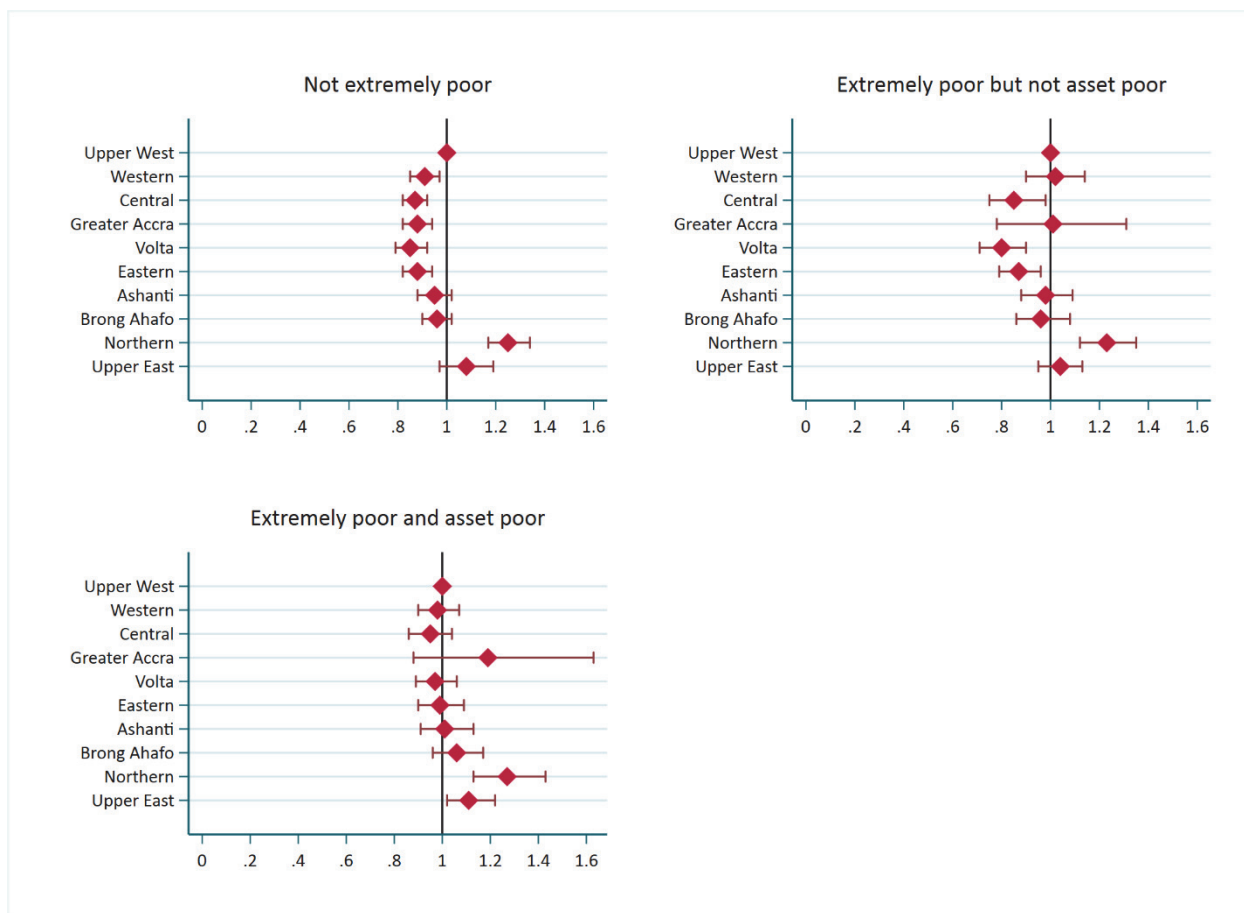 Not extremely poor
Upper West
Western
Central
Greater Accra
Volta
Eastern
Ashanti
Brong Ahafo
Northern
Upper East
0 .2 .4 .6 .8 1 1.2 1.4 1.6
Extremely poor but not asset poor
Upper West
Western
Central
Greater Accra
Volta
Eastern
Ashanti
Brong Ahafo
Northern
Upper East
0 .2 .4 .6 .8 1 1.2 1.4 1.6
Extremely poor and asset poor
Upper West
Western
Central
Greater Accra
Volta
Eastern
Ashanti
Brong Ahafo
Northern
Upper East
0 .2 .4 .6 .8 1 1.2 1.4 1.6